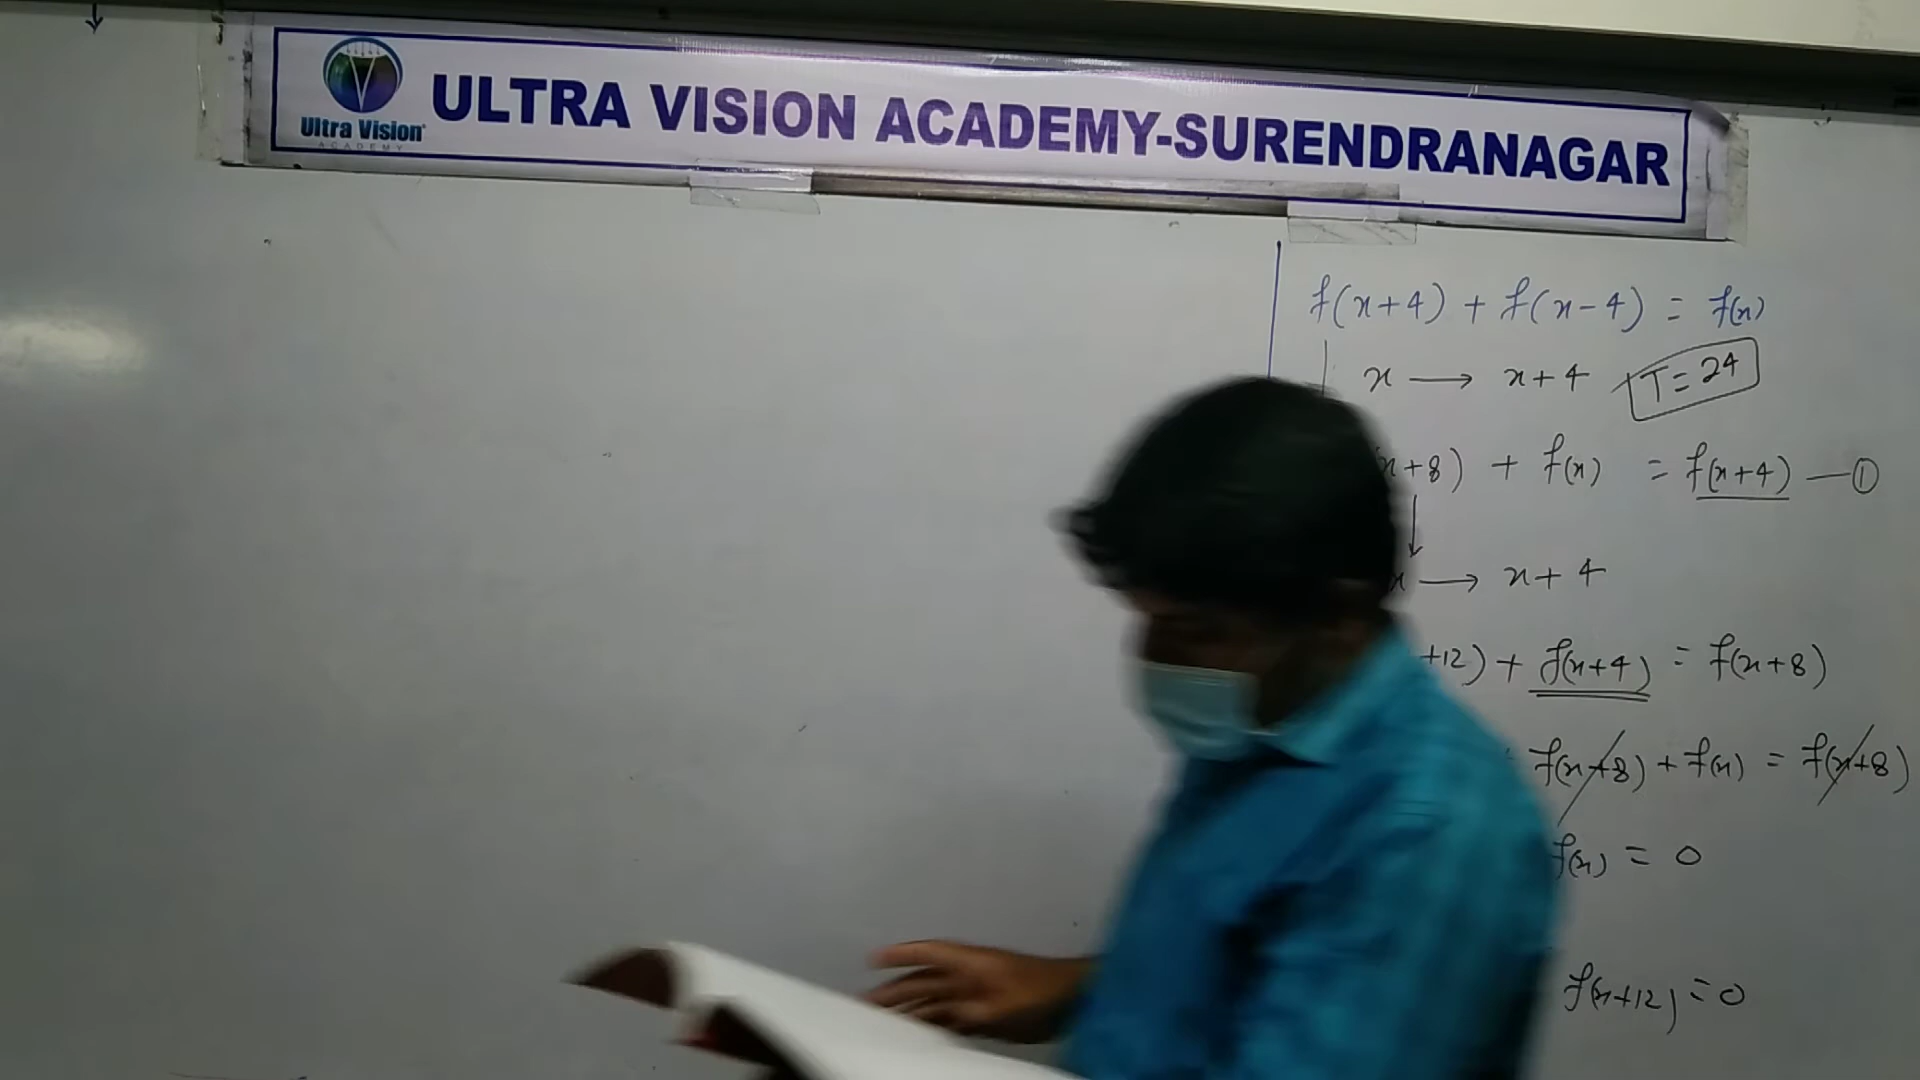 Ultra Vision
ACADEMY
ULTRA VISION ACADEMY-SURENDRANAGAR
f(x+4) + f(x-4) = f(x)
x → x+4 T = 24
x+8) + f(x) = f(x+4) — ①
x → x+4
+12) + f(x+4) = f(x+8)
f(x+8) + f(x) = f(x+8)
f(x) = 0
f(x+12) = 0